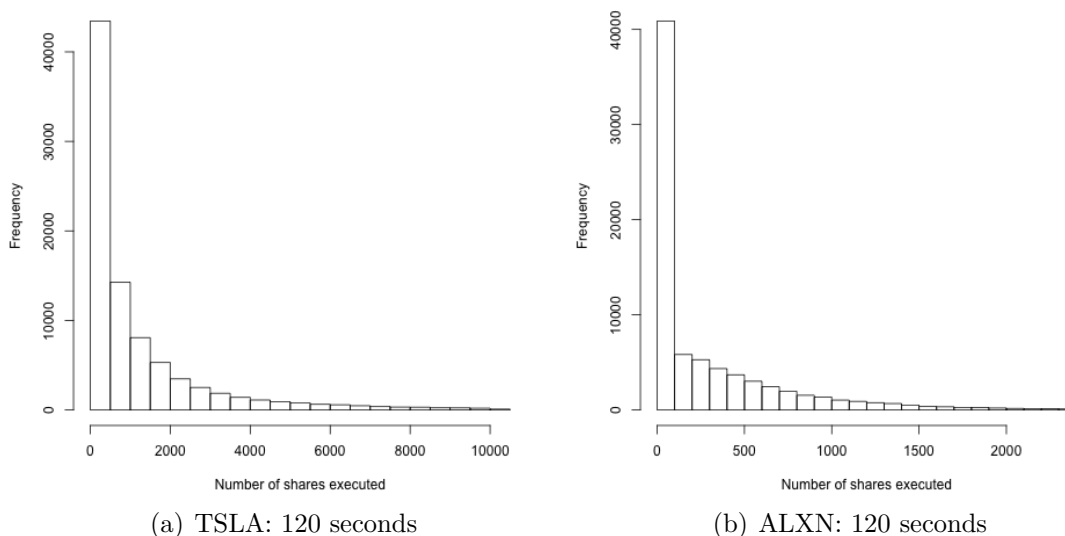 Frequency
40000
30000
20000
10000
0
0 2000 4000 6000 8000 10000
Number of shares executed
(a) TSLA: 120 seconds
Frequency
40000
30000
20000
10000
0
0 500 1000 1500 2000
Number of shares executed
(b) ALXN: 120 seconds